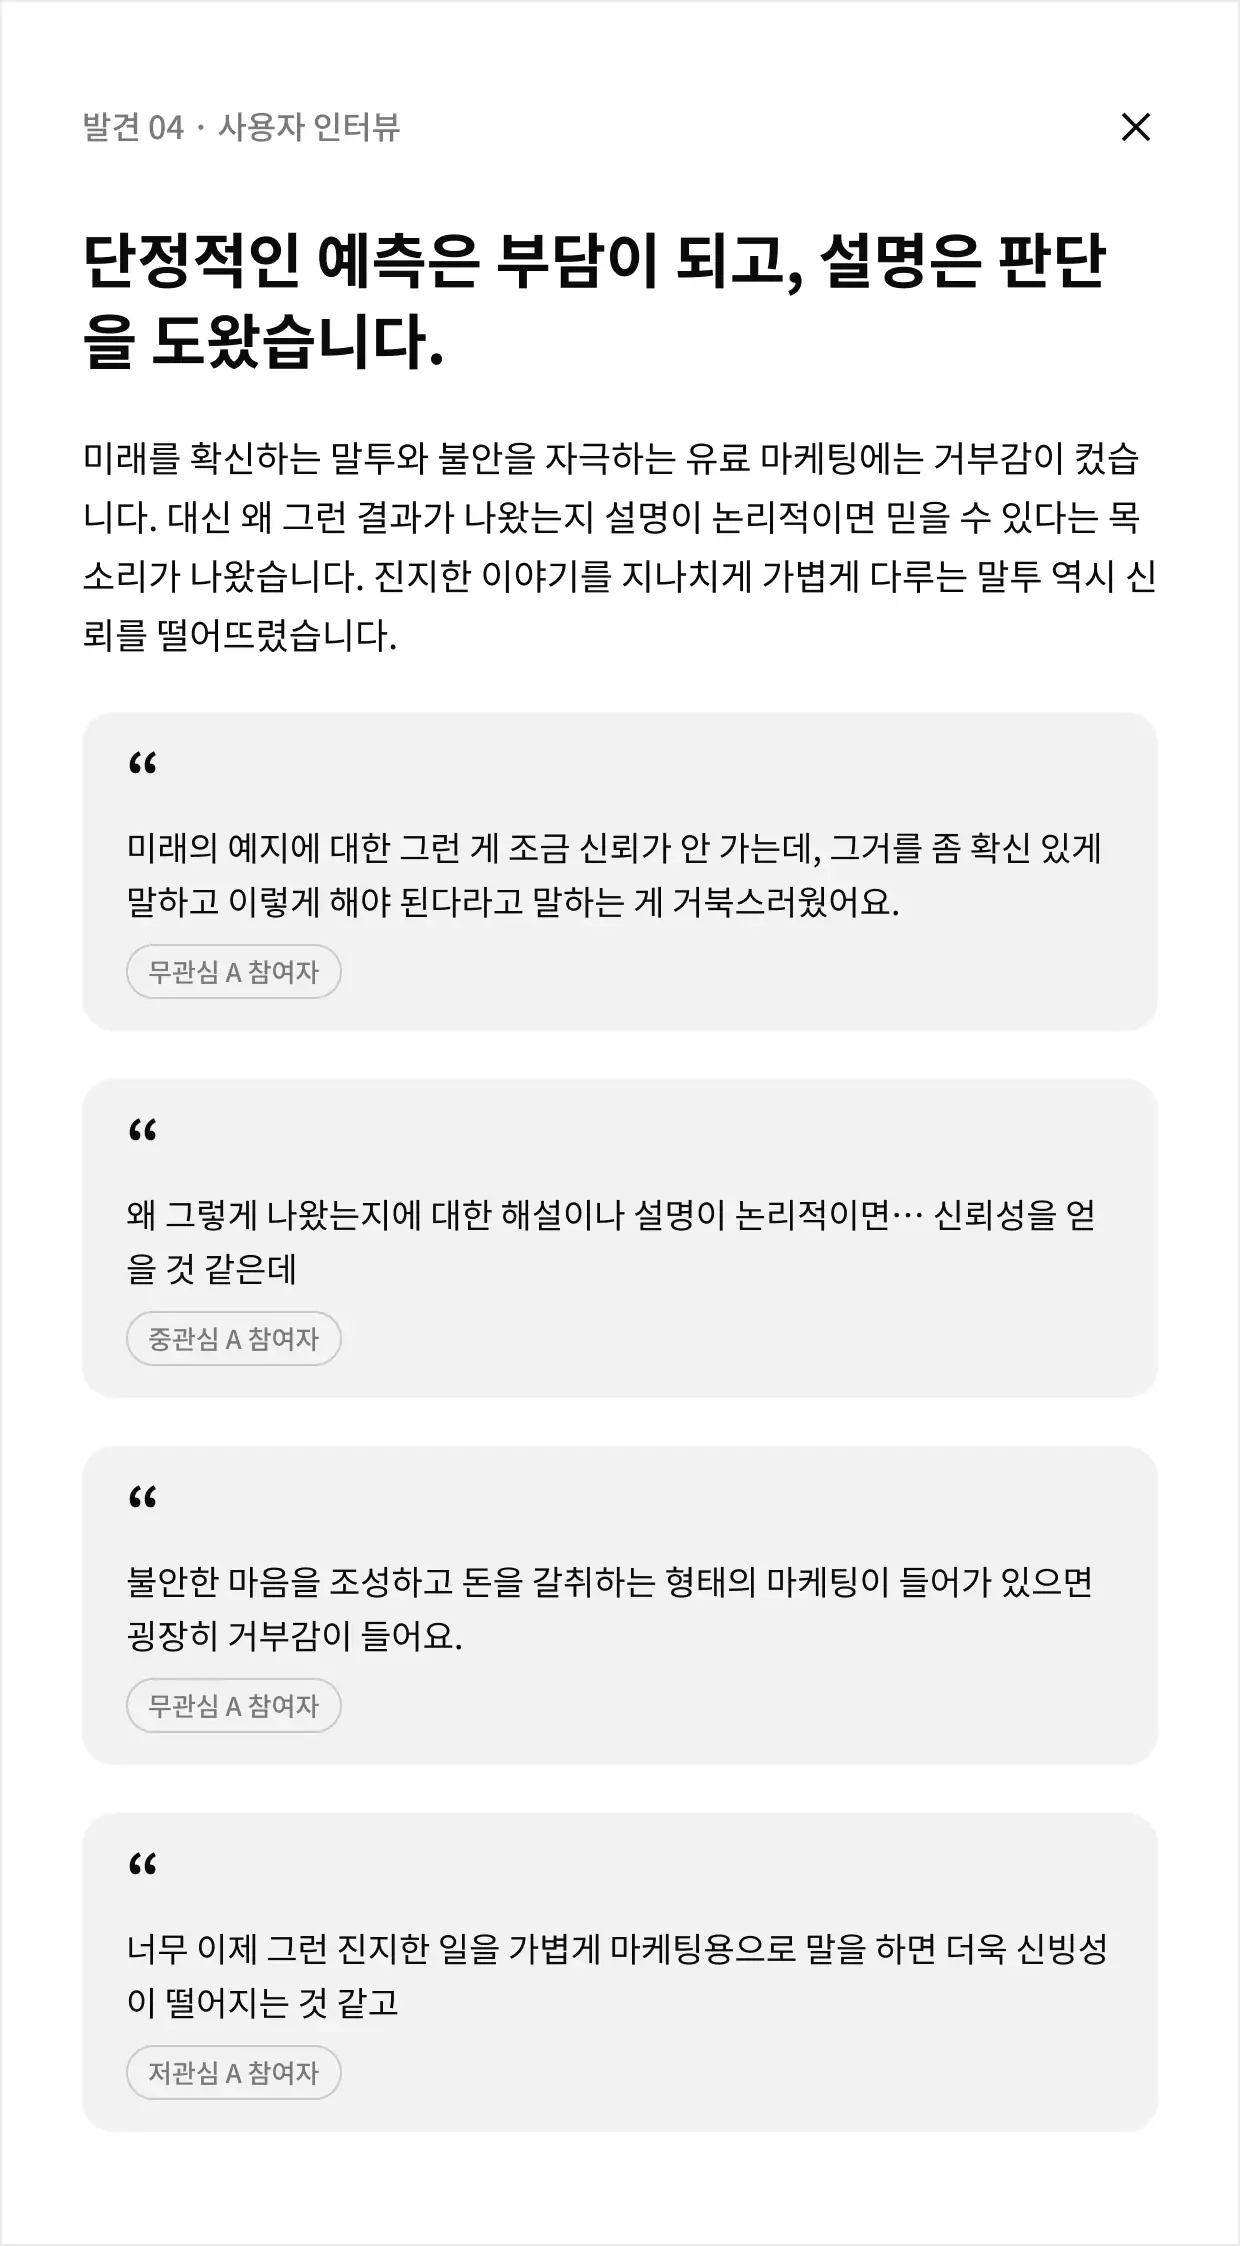 발견 04 · 사용자 인터뷰
단정적인 예측은 부담이 되고, 설명은 판단
을 도왔습니다.
미래를 확신하는 말투와 불안을 자극하는 유료 마케팅에는 거부감이 컸습
니다. 대신 왜 그런 결과가 나왔는지 설명이 논리적이면 믿을 수 있다는 목
소리가 나왔습니다. 진지한 이야기를 지나치게 가볍게 다루는 말투 역시 신
뢰를 떨어뜨렸습니다.
“
미래의 예지에 대한 그런 게 조금 신뢰가 안 가는데, 그거를 좀 확신 있게
말하고 이렇게 해야 된다라고 말하는 게 거북스러웠어요.
무관심 A 참여자
“
왜 그렇게 나왔는지에 대한 해설이나 설명이 논리적이면… 신뢰성을 얻
을 것 같은데
중관심 A 참여자
“
불안한 마음을 조성하고 돈을 갈취하는 형태의 마케팅이 들어가 있으면
굉장히 거부감이 들어요.
무관심 A 참여자
“
너무 이제 그런 진지한 일을 가볍게 마케팅용으로 말을 하면 더욱 신빙성
이 떨어지는 것 같고
저관심 A 참여자